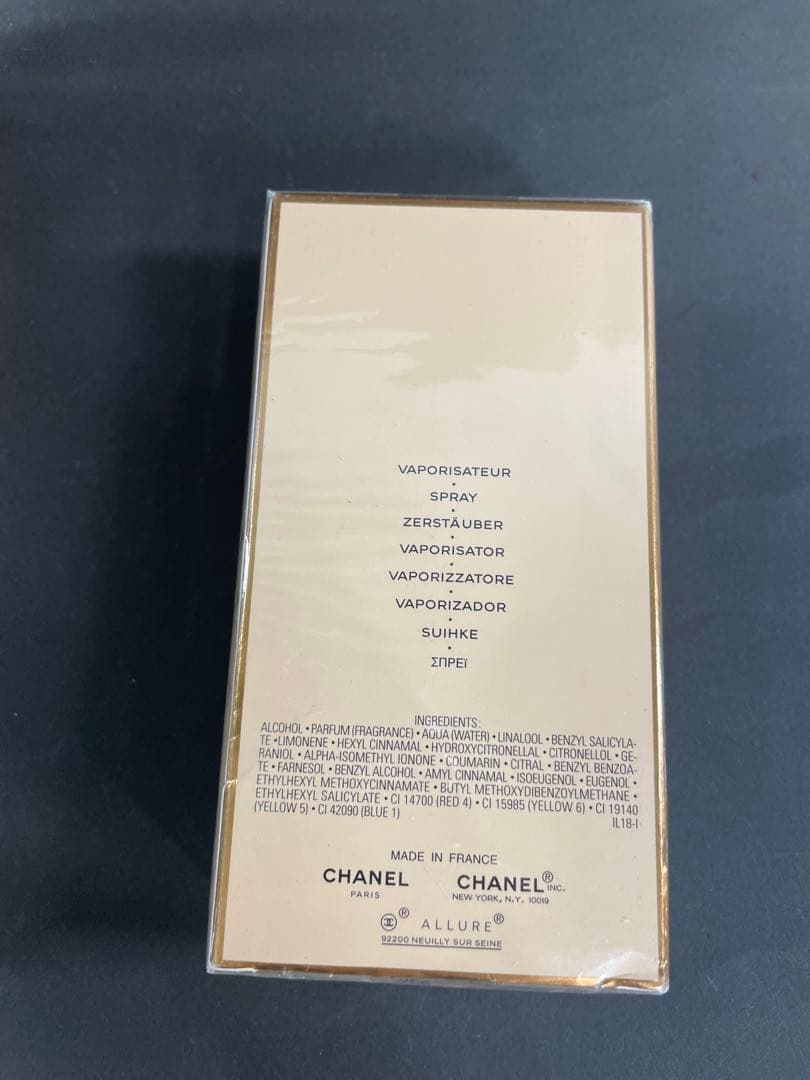 VAPORISATEUR
•
SPRAY
•
ZERSTÄUBER
•
VAPORISATOR
•
VAPORIZZATORE
•
VAPORIZADOR
•
SUIHKE
•
ΣΠΡΕΪ
INGREDIENTS:
ALCOHOL • PARFUM (FRAGRANCE) • AQUA (WATER) • LINALOOL • BENZYL SALICYLA-
TE • LIMONENE • HEXYL CINNAMAL • HYDROXYCITRONELLAL • CITRONELLOL • GE-
RANIOL • ALPHA-ISOMETHYL IONONE • COUMARIN • CITRAL • BENZYL BENZOA-
TE • FARNESOL • BENZYL ALCOHOL • AMYL CINNAMAL • ISOEUGENOL • EUGENOL •
ETHYLHEXYL METHOXYCINNAMATE • BUTYL METHOXYDIBENZOYLMETHANE •
ETHYLHEXYL SALICYLATE • CI 14700 (RED 4) • CI 15985 (YELLOW 6) • CI 19140
(YELLOW 5) • CI 42090 (BLUE 1) IL18-I
MADE IN FRANCE
CHANEL CHANEL® INC.
PARIS NEW YORK, N.Y. 10019
® ALLURE®
92200 NEUILLY SUR SEINE